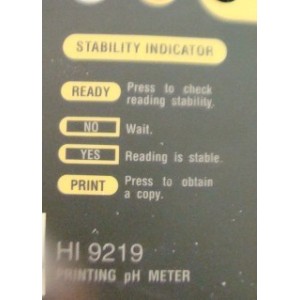 STABILITY INDICATOR
READY Press to check
reading stability.
NO Wait.
YES Reading is stable.
PRINT Press to obtain
a copy.
HI 9219
PRINTING pH METER